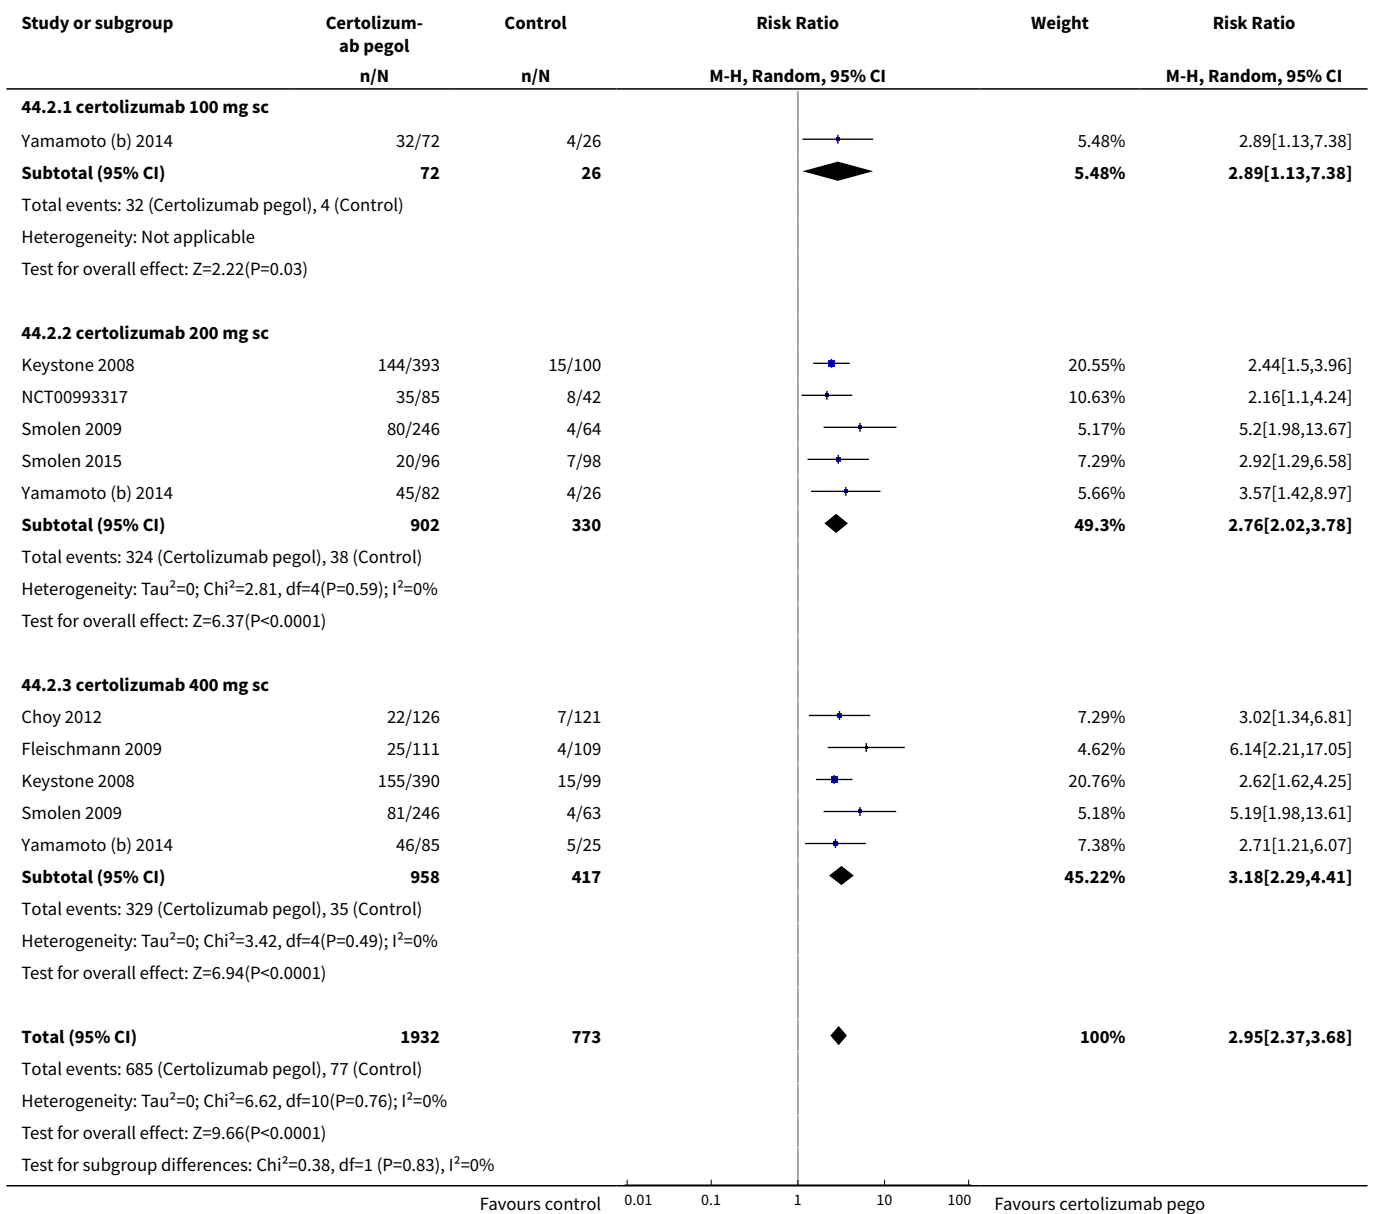 Study or subgroup Certolizum- Control Risk Ratio Weight Risk Ratio
ab pegol
n/N n/N M-H, Random, 95% CI M-H, Random, 95% CI
44.2.1 certolizumab 100 mg sc
Yamamoto (b) 2014 32/72 4/26 5.48% 2.89[1.13,7.38]
Subtotal (95% CI) 72 26 5.48% 2.89[1.13,7.38]
Total events: 32 (Certolizumab pegol), 4 (Control)
Heterogeneity: Not applicable
Test for overall effect: Z=2.22(P=0.03)
44.2.2 certolizumab 200 mg sc
Keystone 2008 144/393 15/100 20.55% 2.44[1.5,3.96]
NCT00993317 35/85 8/42 10.63% 2.16[1.1,4.24]
Smolen 2009 80/246 4/64 5.17% 5.2[1.98,13.67]
Smolen 2015 20/96 7/98 7.29% 2.92[1.29,6.58]
Yamamoto (b) 2014 45/82 4/26 5.66% 3.57[1.42,8.97]
Subtotal (95% CI) 902 330 49.3% 2.76[2.02,3.78]
Total events: 324 (Certolizumab pegol), 38 (Control)
Heterogeneity: Tau²=0; Chi²=2.81, df=4(P=0.59); I²=0%
Test for overall effect: Z=6.37(P<0.0001)
44.2.3 certolizumab 400 mg sc
Choy 2012 22/126 7/121 7.29% 3.02[1.34,6.81]
Fleischmann 2009 25/111 4/109 4.62% 6.14[2.21,17.05]
Keystone 2008 155/390 15/99 20.76% 2.62[1.62,4.25]
Smolen 2009 81/246 4/63 5.18% 5.19[1.98,13.61]
Yamamoto (b) 2014 46/85 5/25 7.38% 2.71[1.21,6.07]
Subtotal (95% CI) 958 417 45.22% 3.18[2.29,4.41]
Total events: 329 (Certolizumab pegol), 35 (Control)
Heterogeneity: Tau²=0; Chi²=3.42, df=4(P=0.49); I²=0%
Test for overall effect: Z=6.94(P<0.0001)
Total (95% CI) 1932 773 100% 2.95[2.37,3.68]
Total events: 685 (Certolizumab pegol), 77 (Control)
Heterogeneity: Tau²=0; Chi²=6.62, df=10(P=0.76); I²=0%
Test for overall effect: Z=9.66(P<0.0001)
Test for subgroup differences: Chi²=0.38, df=1 (P=0.83), I²=0%
Favours control 0.01 0.1 1 10 100 Favours certolizumab pego